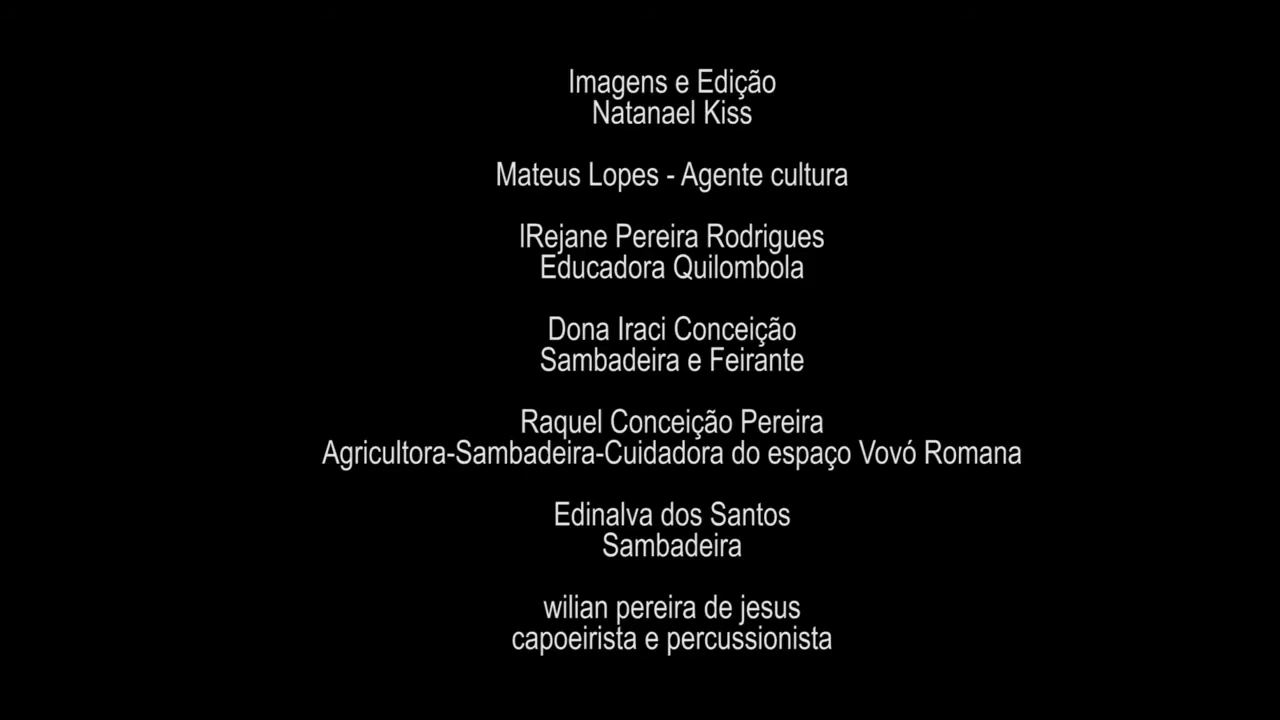 Imagens e Edição
Natanael Kiss
Mateus Lopes - Agente cultura
lRejane Pereira Rodrigues
Educadora Quilombola
Dona Iraci Conceição
Sambadeira e Feirante
Raquel Conceição Pereira
Agricultora-Sambadeira-Cuidadora do espaço Vovó Romana
Edinalva dos Santos
Sambadeira
wilian pereira de jesus
capoeirista e percussionista